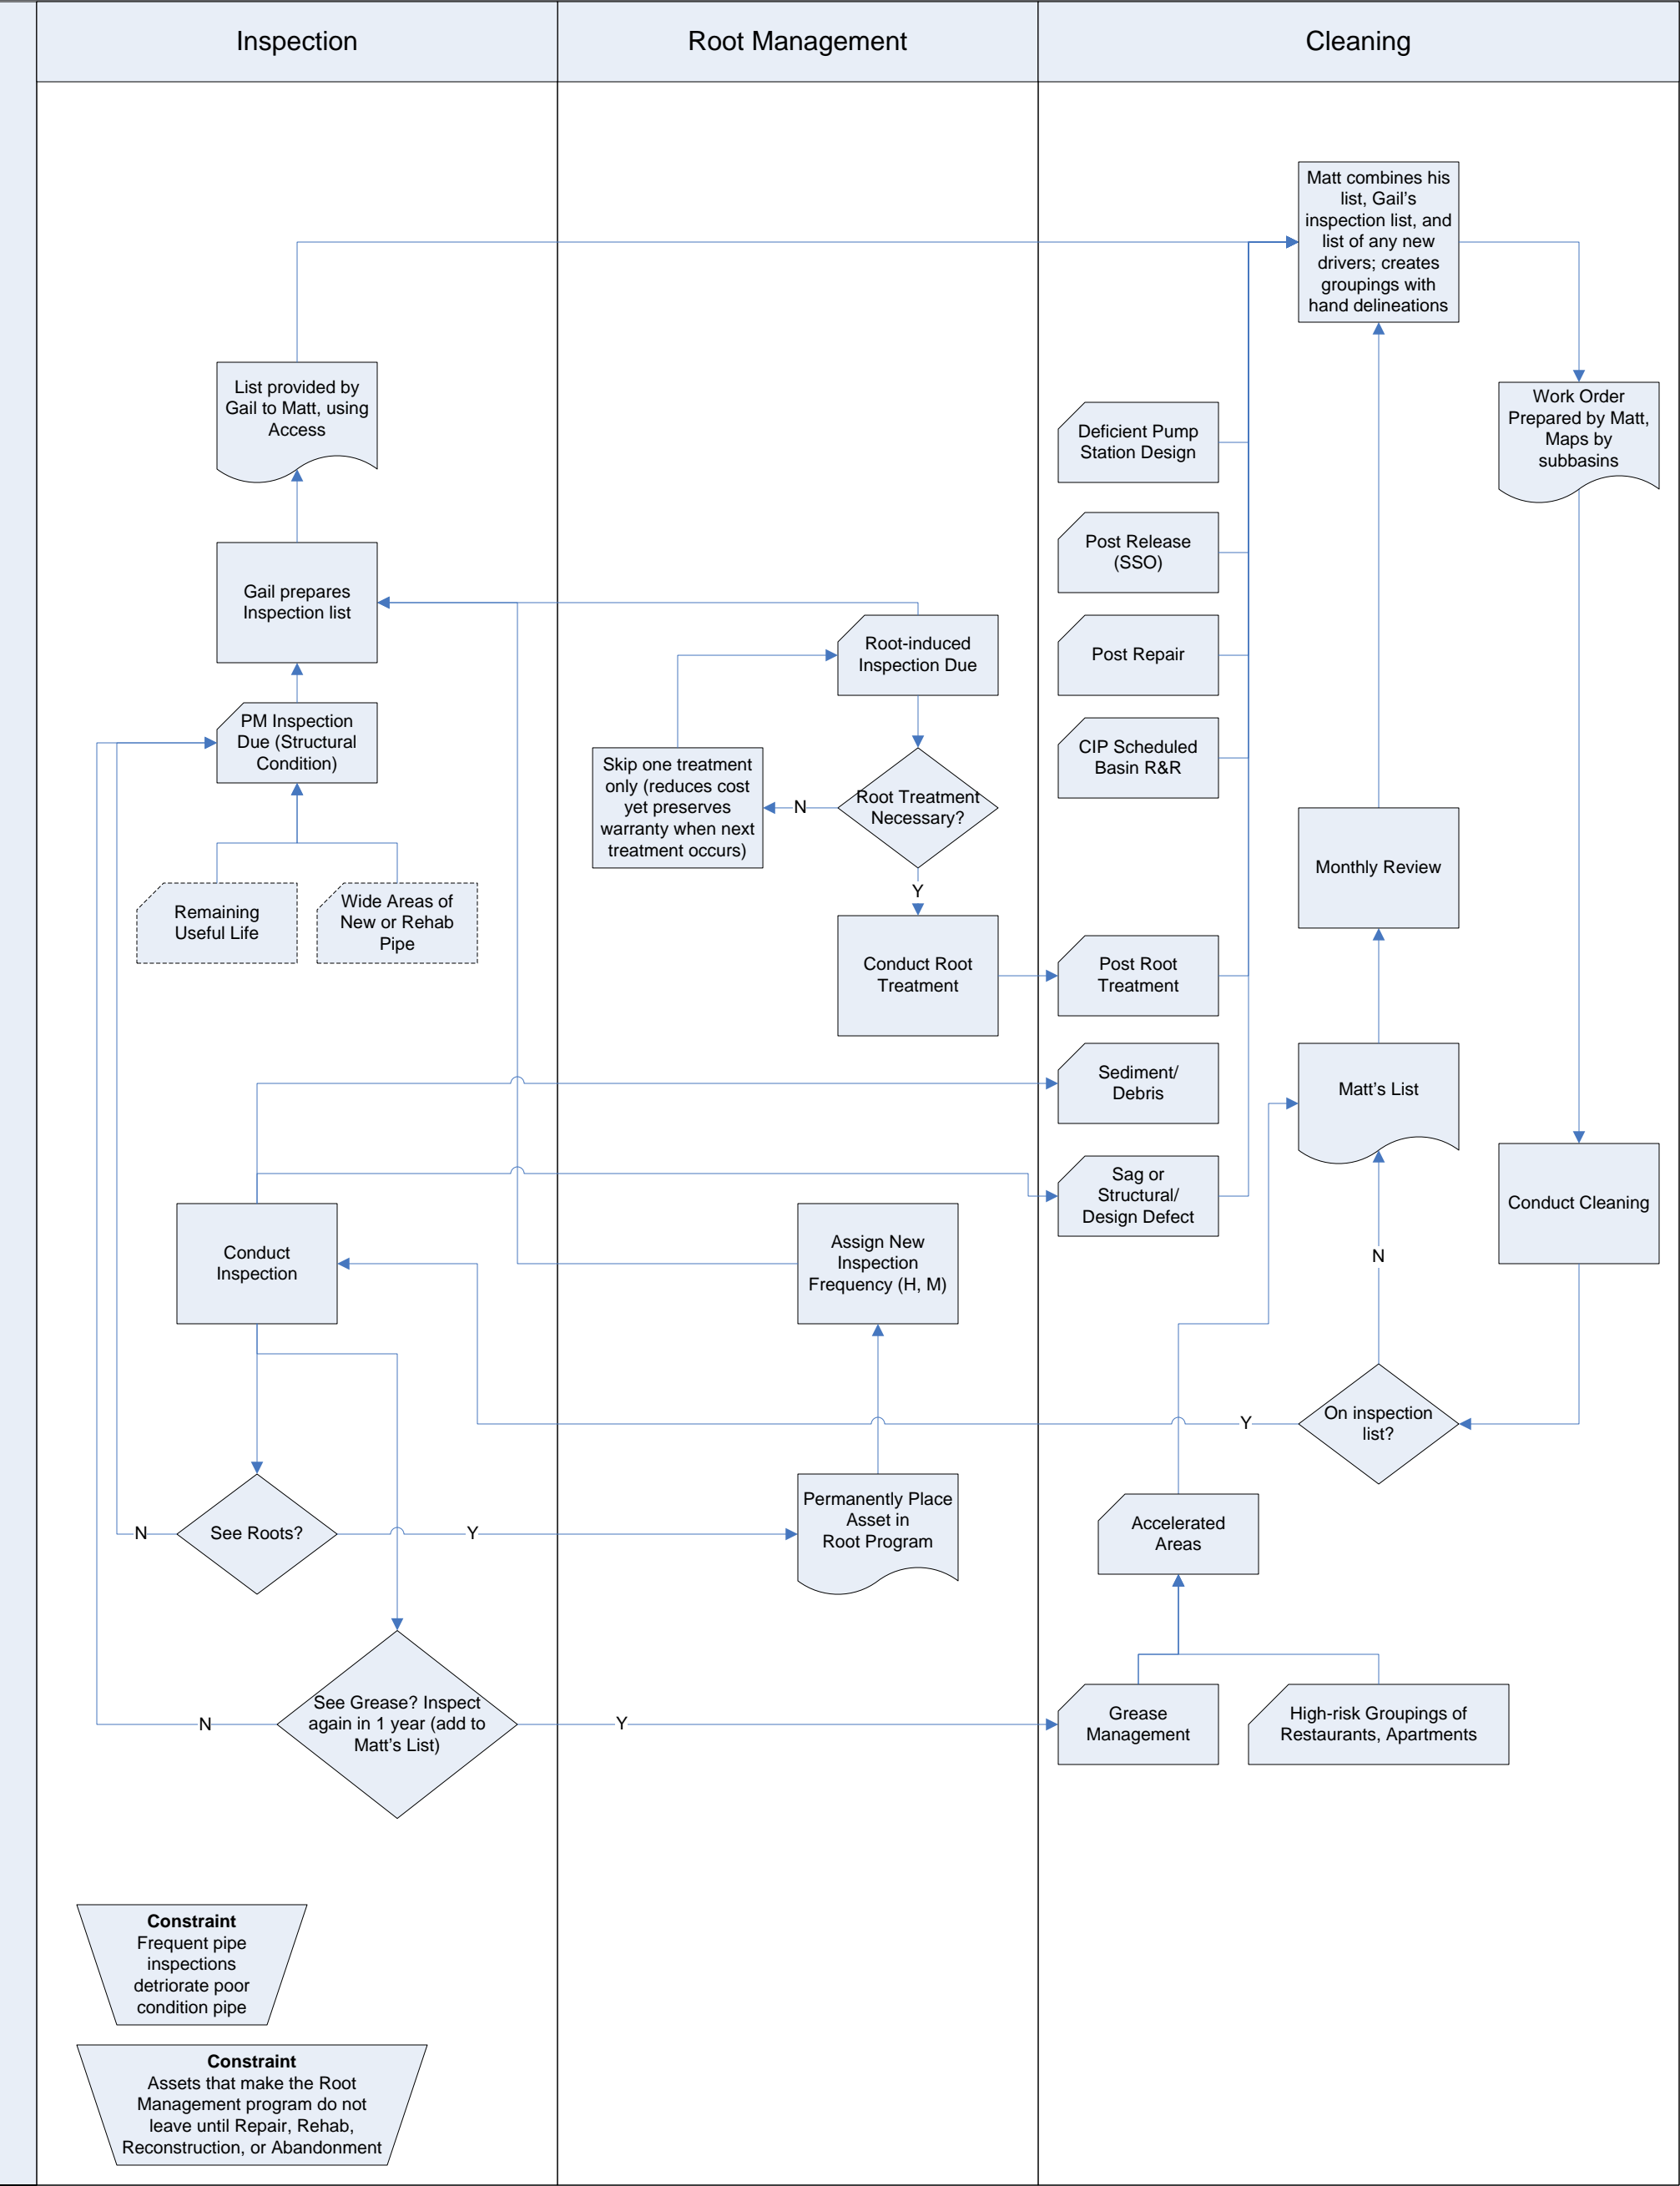 Inspection
Root Management
Cleaning
Matt combines his
list, Gail's
inspection list, and
list of any new
drivers; creates
groupings with
hand delineations
List provided by
Gail to Matt, using
Access
Work Order
Prepared by Matt,
Maps by
subbasins
Deficient Pump
Station Design
Post Release
(SSO)
Gail prepares
Inspection list
Root-induced
Inspection Due
Post Repair
PM Inspection
Due (Structural
Condition)
CIP Scheduled
Basin R&R
Skip one treatment
only (reduces cost
yet preserves
warranty when next
treatment occurs)
N
Root Treatment
Necessary?
Y
Monthly Review
Remaining
Useful Life
Wide Areas of
New or Rehab
Pipe
Conduct Root
Treatment
Post Root
Treatment
Sediment/
Debris
Matt's List
Sag or
Structural/
Design Defect
Conduct Cleaning
Conduct
Inspection
Assign New
Inspection
Frequency (H, M)
N
On inspection
list?
Y
N
See Roots?
Y
Permanently Place
Asset in
Root Program
Accelerated
Areas
N
See Grease? Inspect
again in 1 year (add to
Matt's List)
Y
Grease
Management
High-risk Groupings of
Restaurants, Apartments
Constraint
Frequent pipe
inspections
detriorate poor
condition pipe
Constraint
Assets that make the Root
Management program do not
leave until Repair, Rehab,
Reconstruction, or Abandonment